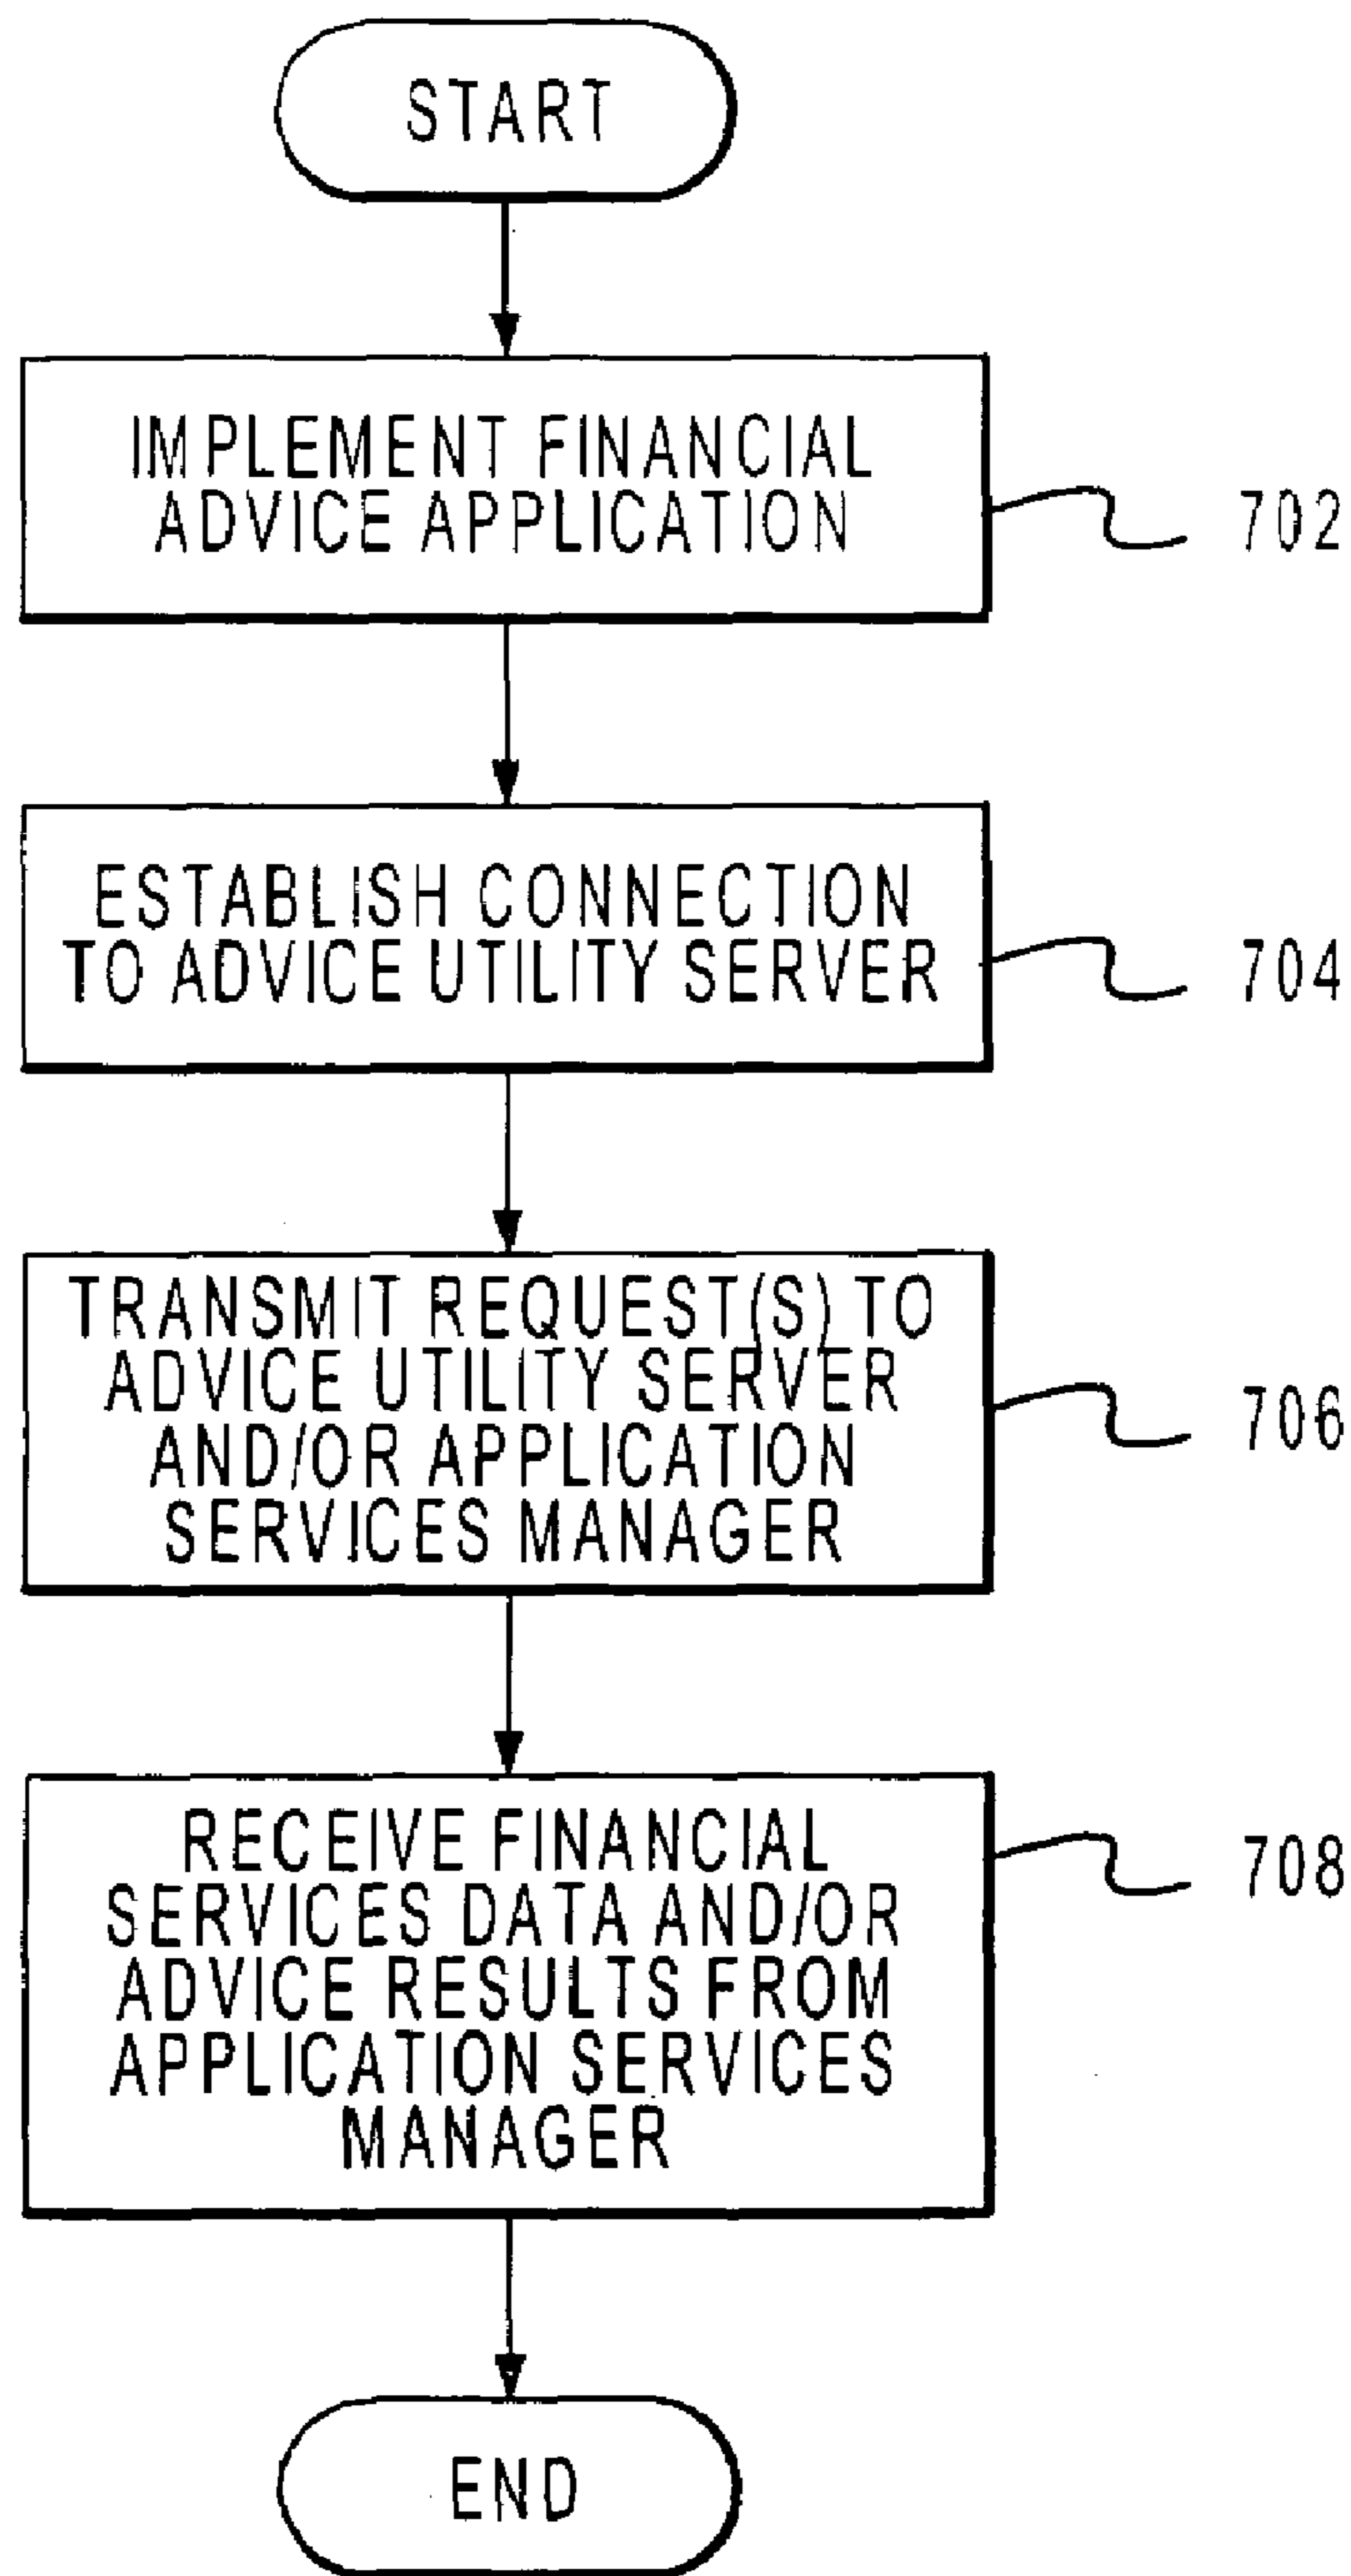 START
IMPLEMENT FINANCIAL
ADVICE APPLICATION
702
ESTABLISH CONNECTION
TO ADVICE UTILITY SERVER
704
TRANSMIT REQUEST(S) TO
ADVICE UTILITY SERVER
AND/OR APPLICATION
SERVICES MANAGER
706
RECEIVE FINANCIAL
SERVICES DATA AND/OR
ADVICE RESULTS FROM
APPLICATION SERVICES
MANAGER
708
END